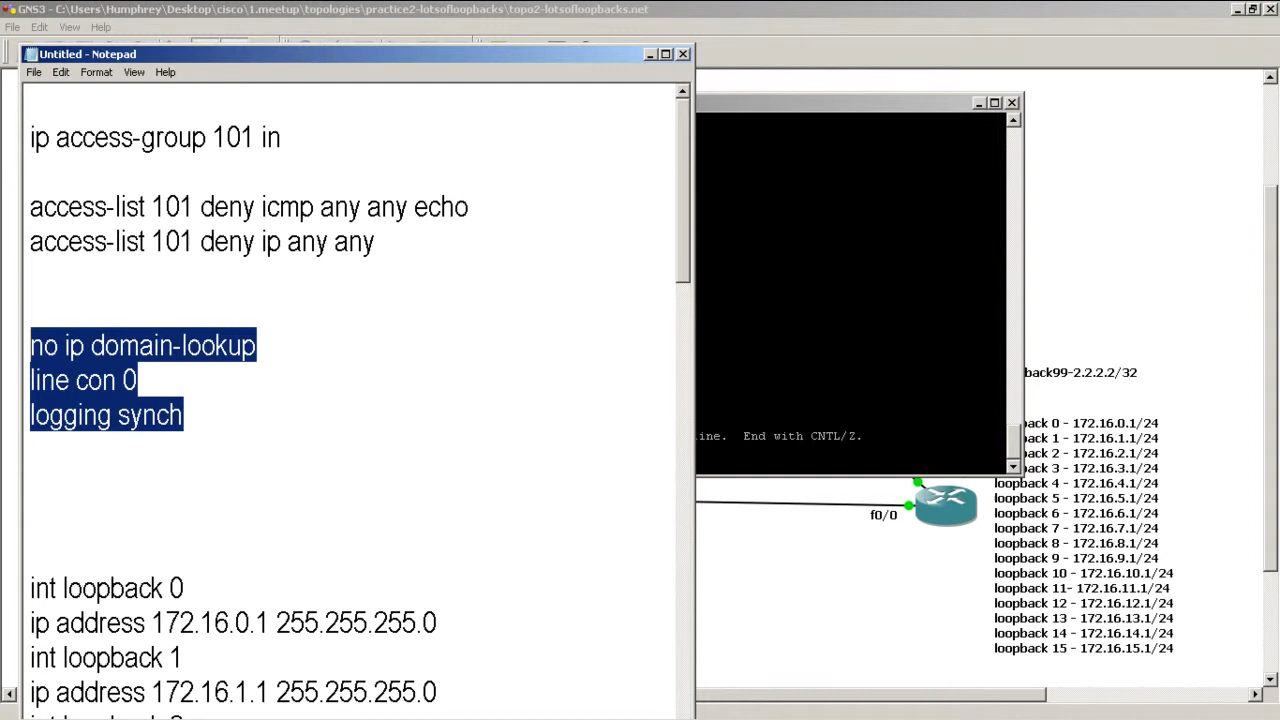 GNS3 - C:\Users\Humphrey\Desktop\cisco\1.meetup\topologies\practice2-lotsofloopbacks\topo2-lotsofloopbacks.net
File Edit View Help
Untitled - Notepad
File Edit Format View Help
ip access-group 101 in
access-list 101 deny icmp any any echo
access-list 101 deny ip any any
no ip domain-lookup
line con 0
logging synch
int loopback 0
ip address 172.16.0.1 255.255.255.0
int loopback 1
ip address 172.16.1.1 255.255.255.0
ine. End with CNTL/Z.
f0/0
back99-2.2.2.2/32
back 0 - 172.16.0.1/24
back 1 - 172.16.1.1/24
back 2 - 172.16.2.1/24
back 3 - 172.16.3.1/24
loopback 4 - 172.16.4.1/24
loopback 5 - 172.16.5.1/24
loopback 6 - 172.16.6.1/24
loopback 7 - 172.16.7.1/24
loopback 8 - 172.16.8.1/24
loopback 9 - 172.16.9.1/24
loopback 10 - 172.16.10.1/24
loopback 11- 172.16.11.1/24
loopback 12 - 172.16.12.1/24
loopback 13 - 172.16.13.1/24
loopback 14 - 172.16.14.1/24
loopback 15 - 172.16.15.1/24